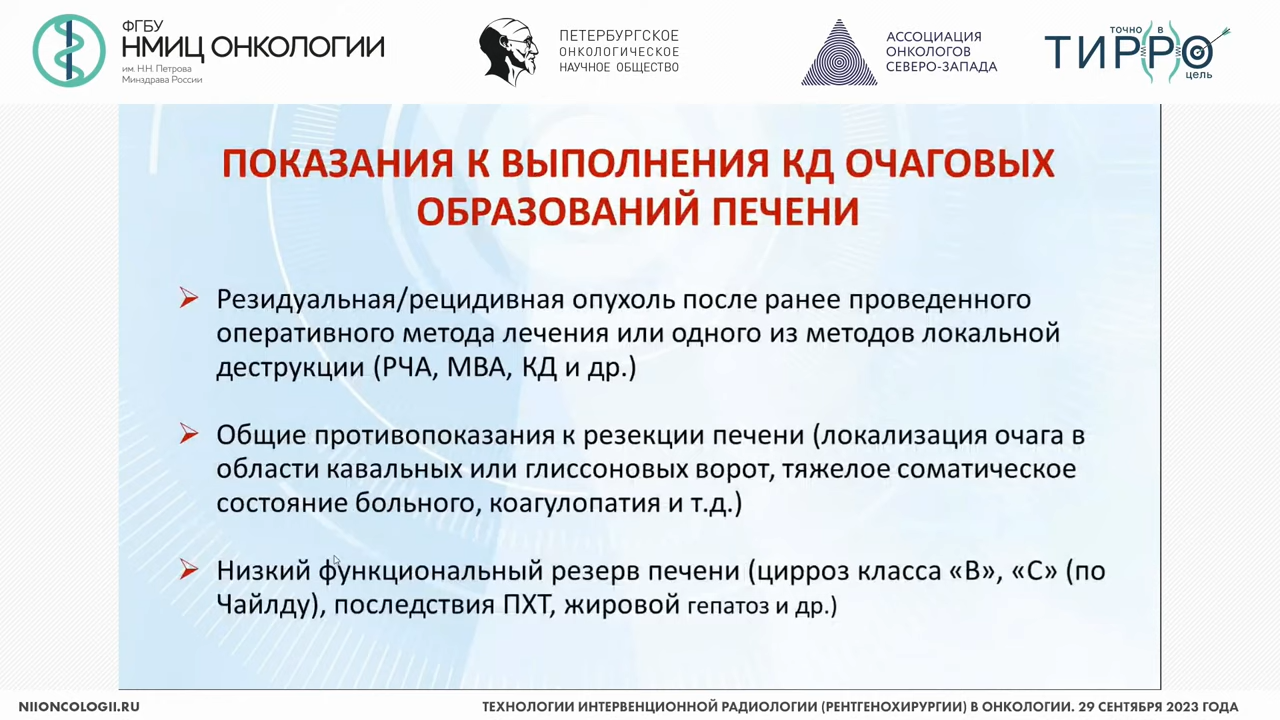 ФГБУ
НМИЦ ОНКОЛОГИИ
им. Н.Н. Петрова
Минздрава России
ПЕТЕРБУРГСКОЕ
ОНКОЛОГИЧЕСКОЕ
НАУЧНОЕ ОБЩЕСТВО
АССОЦИАЦИЯ
ОНКОЛОГОВ
СЕВЕРО-ЗАПАДА
ТОЧНО В
ТИРРО
цель
ПОКАЗАНИЯ К ВЫПОЛНЕНИЯ КД ОЧАГОВЫХ
ОБРАЗОВАНИЙ ПЕЧЕНИ
Резидуальная/рецидивная опухоль после ранее проведенного
оперативного метода лечения или одного из методов локальной
деструкции (РЧА, МВА, КД и др.)
Общие противопоказания к резекции печени (локализация очага в
области кавальных или глиссоновых ворот, тяжелое соматическое
состояние больного, коагулопатия и т.д.)
Низкий функциональный резерв печени (цирроз класса «В», «С» (по
Чайлду), последствия ПХТ, жировой гепатоз и др.)
NIIONCOLOGII.RU
ТЕХНОЛОГИИ ИНТЕРВЕНЦИОННОЙ РАДИОЛОГИИ (РЕНТГЕНОХИРУРГИИ) В ОНКОЛОГИИ. 29 СЕНТЯБРЯ 2023 ГОДА